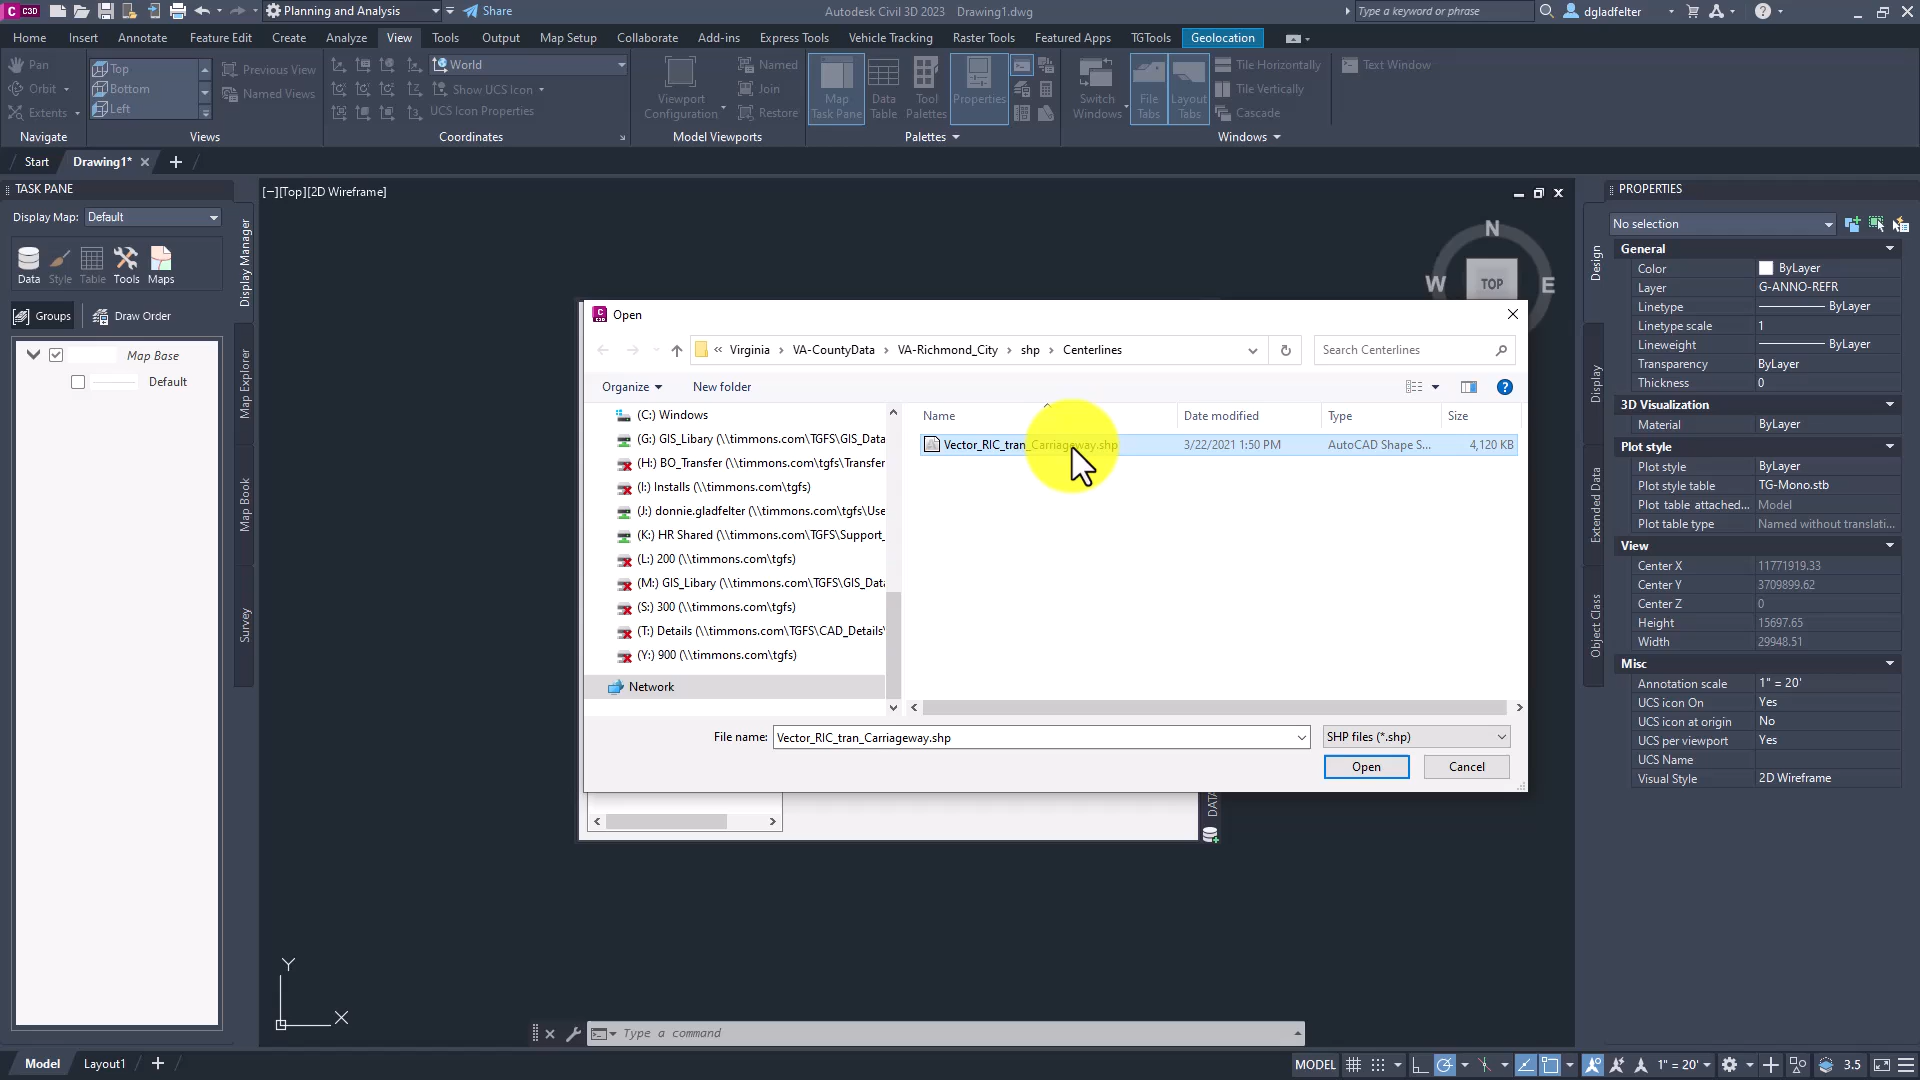 C3D Planning and Analysis Share Autodesk Civil 3D 2023 Drawing1.dwg Type a keyword or phrase dgladfelter
Home Insert Annotate Feature Edit Create Analyze View Tools Output Map Setup Collaborate Add-ins Express Tools Vehicle Tracking Raster Tools Featured Apps TGTools Geolocation
Pan Top Previous View World Named Tile Horizontally Text Window
Orbit Bottom Named Views Show UCS Icon Join Tile Vertically
Extents Left UCS Icon Properties Restore Cascade
Viewport Configuration
Map Task Pane
Data Table
Tool Palettes
Properties
Switch Windows
File Tabs
Layout Tabs
Navigate Views Coordinates Model Viewports Palettes Windows
Start Drawing1*
TASK PANE
Display Map: Default
Data Style Table Tools Maps
Groups Draw Order
Map Base
Default
Display Manager
Map Explorer
Map Book
Survey
[−][Top][2D Wireframe]
N
W TOP E
Open
« Virginia VA-CountyData VA-Richmond_City shp Centerlines Search Centerlines
Organize New folder
Name Date modified Type Size
Vector_RIC_tran_Carriageway.shp 3/22/2021 1:50 PM AutoCAD Shape S... 4,120 KB
(C:) Windows
(G:) GIS_Libary (\\timmons.com\TGFS\GIS_Data
(H:) BO_Transfer (\\timmons.com\tgfs\Transfer
(I:) Installs (\\timmons.com\tgfs)
(J:) donnie.gladfelter (\\timmons.com\tgfs\Use
(K:) HR Shared (\\timmons.com\TGFS\Support_
(L:) 200 (\\timmons.com\tgfs)
(M:) GIS_Libary (\\timmons.com\TGFS\GIS_Data
(S:) 300 (\\timmons.com\tgfs)
(T:) Details (\\timmons.com\TGFS\CAD_Details\
(Y:) 900 (\\timmons.com\tgfs)
Network
File name: Vector_RIC_tran_Carriageway.shp SHP files (*.shp)
Open Cancel
DATA
PROPERTIES
No selection
General
Color ByLayer
Layer G-ANNO-REFR
Linetype ByLayer
Linetype scale 1
Lineweight ByLayer
Transparency ByLayer
Thickness 0
3D Visualization
Material ByLayer
Plot style
Plot style ByLayer
Plot style table TG-Mono.stb
Plot table attached... Model
Plot table type Named without translati...
View
Center X 11771919.33
Center Y 3709899.62
Center Z 0
Height 15697.65
Width 29948.51
Misc
Annotation scale 1" = 20'
UCS icon On Yes
UCS icon at origin No
UCS per viewport Yes
UCS Name
Visual Style 2D Wireframe
Design
Display
Extended Data
Object Class
Y
X
Type a command
Model Layout1 MODEL 1" = 20' 3.5